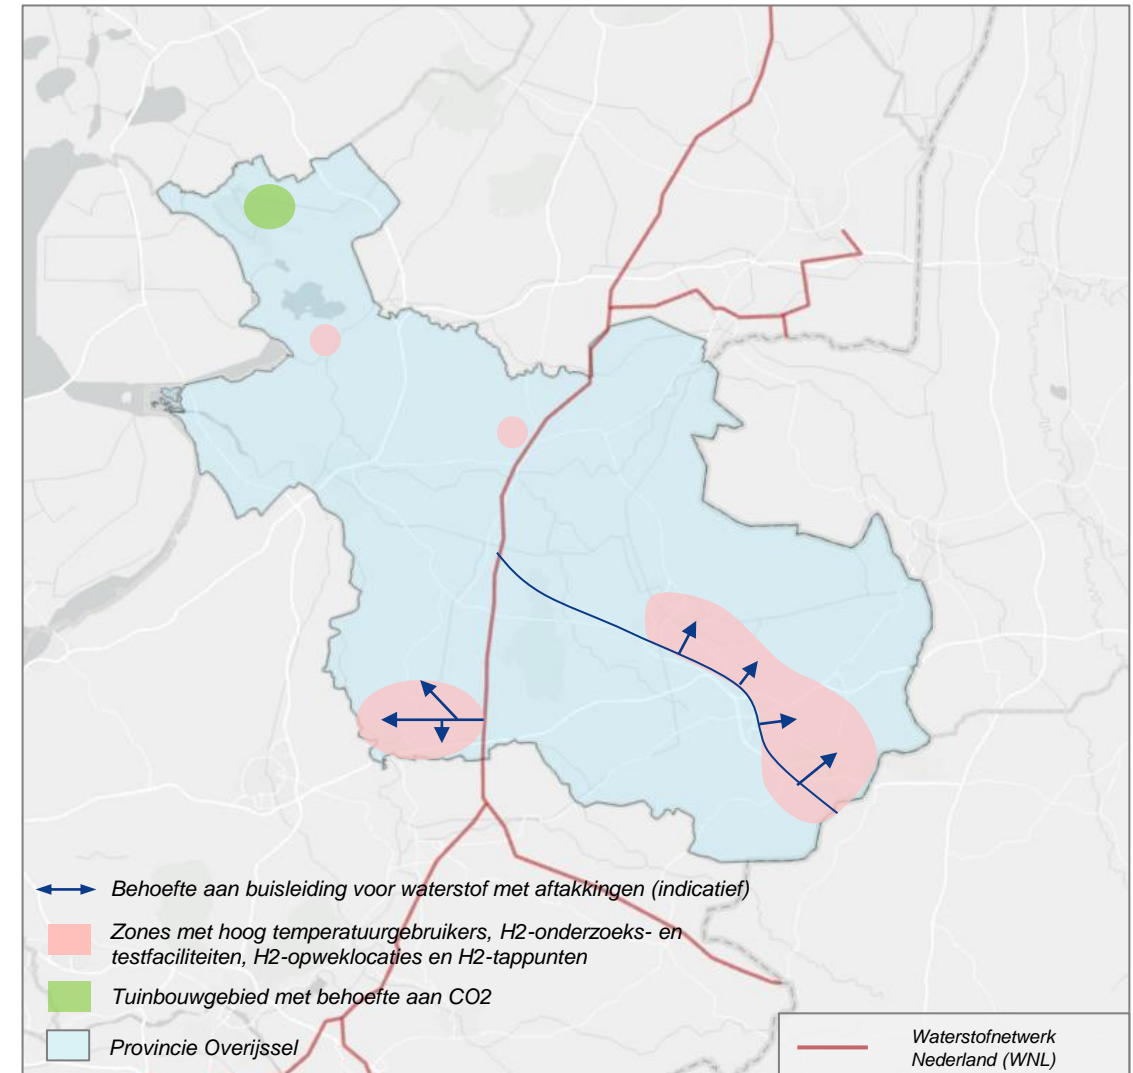 Behoefte aan buisleiding voor waterstof met aftakkingen (indicatief)
Zones met hoog temperatuurgebruikers, H2-onderzoeks- en
testfaciliteiten, H2-opweklocaties en H2-tappunten
Tuinbouwgebied met behoefte aan CO2
Provincie Overijssel
Waterstofnetwerk
Nederland (WNL)